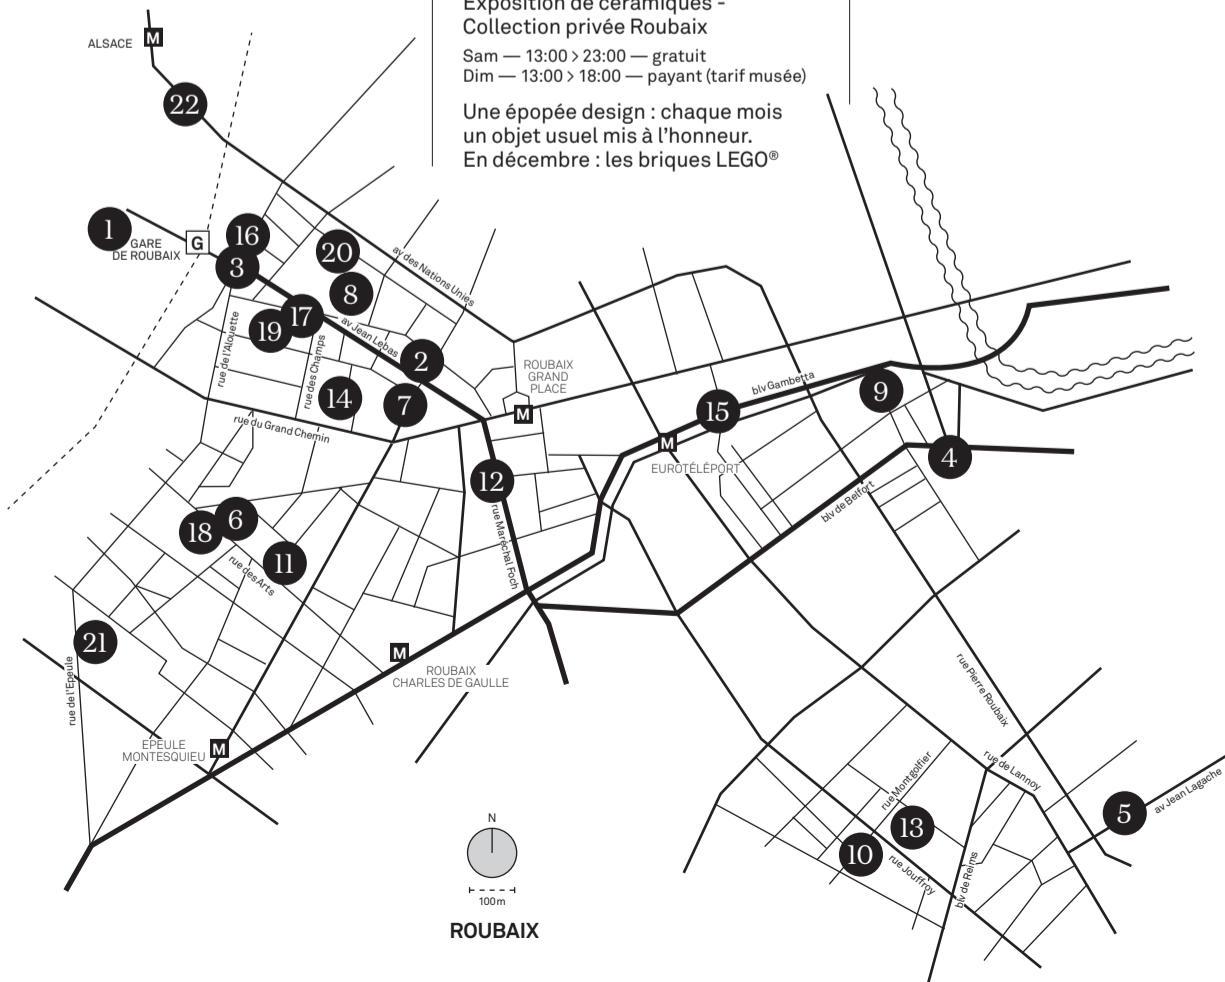 Exposition de céramiques -
Collection privée Roubaix
Sam — 13:00 > 23:00 — gratuit
Dim — 13:00 > 18:00 — payant (tarif musée)
Une épopée design : chaque mois
un objet usuel mis à l'honneur.
En décembre : les briques LEGO®
ALSACE
M
22
1
GARE
DE ROUBAIX
G
16
3
20
8
av des Nations Unies
17
19
av Jean Lebas
2
rue de l'Alouette
rue des Champs
14
7
rue du Grand Chemin
ROUBAIX
GRAND
PLACE
M
blv Gambetta
15
9
M
EUROTÉLÉPORT
4
blv de Belfort
12
rue Maréchal Foch
6
18
11
rue des Arts
21
rue de l'Epeule
M
ROUBAIX
CHARLES DE GAULLE
EPEULE
MONTESQUIEU
M
rue Pierre Roubaix
rue de Lannoy
rue Montgolfier
13
10
rue Jouffroy
blv de Reims
5
av Jean Lagache
N
100 m
ROUBAIX